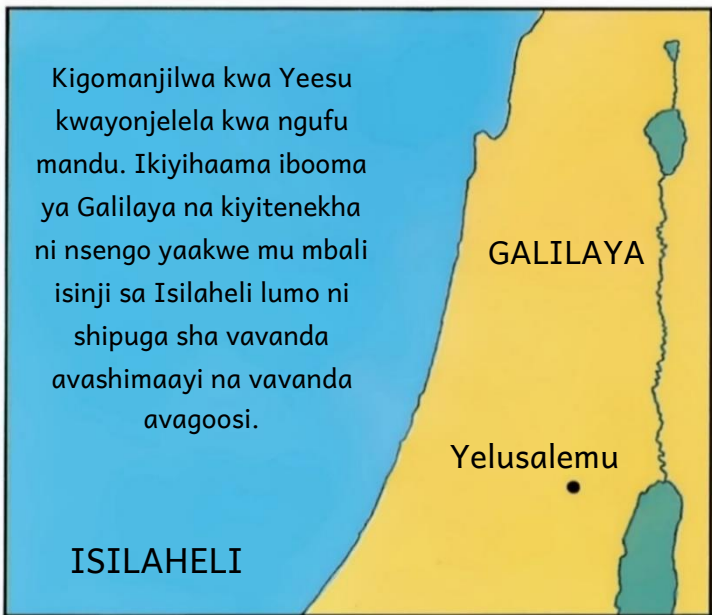 Kigomanjilwa kwa Yeesu
kwayonjelela kwa ngufu
mandu. Ikiyihaama ibooma
ya Galilaya na kiyitenekha
ni nsengo yaakwe mu mbali
isinji sa Isilaheli lumo ni
shipuga sha vavanda
avashimaayi na vavanda
avagoosi.
GALILAYA
Yelusalemu
ISILAHELI